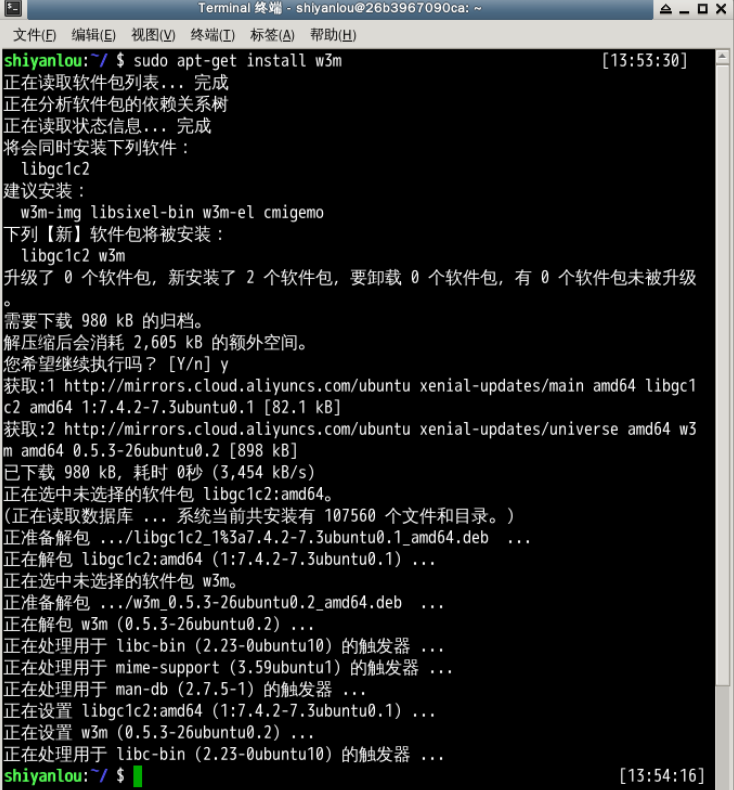 Terminal 终端 - shiyanlou@26b3967090ca: ~
文件(F) 编辑(E) 视图(V) 终端(T) 标签(A) 帮助(H)
shiyanlou:~/ $ sudo apt-get install w3m [13:53:30]
正在读取软件包列表... 完成
正在分析软件包的依赖关系树
正在读取状态信息... 完成
将会同时安装下列软件：
libgc1c2
建议安装：
w3m-img libsixel-bin w3m-el cmigemo
下列【新】软件包将被安装：
libgc1c2 w3m
升级了 0 个软件包，新安装了 2 个软件包，要卸载 0 个软件包，有 0 个软件包未被升级
。
需要下载 980 kB 的归档。
解压缩后会消耗 2,605 kB 的额外空间。
您希望继续执行吗？ [Y/n] y
获取:1 http://mirrors.cloud.aliyuncs.com/ubuntu xenial-updates/main amd64 libgc1
c2 amd64 1:7.4.2-7.3ubuntu0.1 [82.1 kB]
获取:2 http://mirrors.cloud.aliyuncs.com/ubuntu xenial-updates/universe amd64 w3
m amd64 0.5.3-26ubuntu0.2 [898 kB]
已下载 980 kB，耗时 0秒 (3,454 kB/s)
正在选中未选择的软件包 libgc1c2:amd64。
(正在读取数据库 ... 系统当前共安装有 107560 个文件和目录。)
正准备解包 .../libgc1c2_1%3a7.4.2-7.3ubuntu0.1_amd64.deb ...
正在解包 libgc1c2:amd64 (1:7.4.2-7.3ubuntu0.1) ...
正在选中未选择的软件包 w3m。
正准备解包 .../w3m_0.5.3-26ubuntu0.2_amd64.deb ...
正在解包 w3m (0.5.3-26ubuntu0.2) ...
正在处理用于 libc-bin (2.23-0ubuntu10) 的触发器 ...
正在处理用于 mime-support (3.59ubuntu1) 的触发器 ...
正在处理用于 man-db (2.7.5-1) 的触发器 ...
正在设置 libgc1c2:amd64 (1:7.4.2-7.3ubuntu0.1) ...
正在设置 w3m (0.5.3-26ubuntu0.2) ...
正在处理用于 libc-bin (2.23-0ubuntu10) 的触发器 ...
shiyanlou:~/ $ [13:54:16]